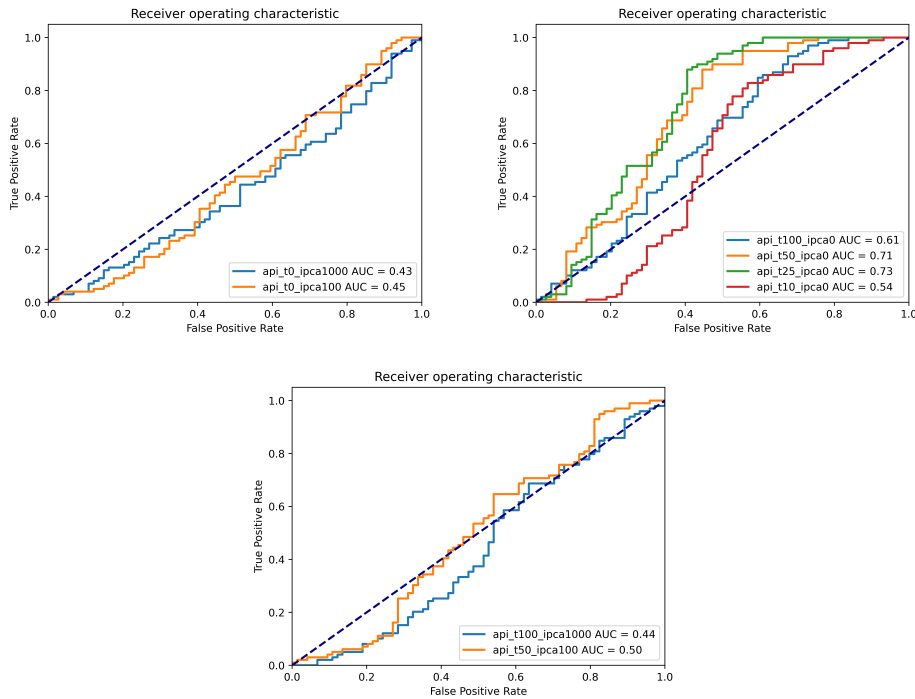 Receiver operating characteristic
1.0
0.8
0.6
0.4
0.2
0.0
True Positive Rate
api_t0_ipca1000 AUC = 0.43
api_t0_ipca100 AUC = 0.45
0.0 0.2 0.4 0.6 0.8 1.0
False Positive Rate
Receiver operating characteristic
1.0
0.8
0.6
0.4
0.2
0.0
True Positive Rate
api_t100_ipca0 AUC = 0.61
api_t50_ipca0 AUC = 0.71
api_t25_ipca0 AUC = 0.73
api_t10_ipca0 AUC = 0.54
0.0 0.2 0.4 0.6 0.8 1.0
False Positive Rate
Receiver operating characteristic
1.0
0.8
0.6
0.4
0.2
0.0
True Positive Rate
api_t100_ipca1000 AUC = 0.44
api_t50_ipca100 AUC = 0.50
0.0 0.2 0.4 0.6 0.8 1.0
False Positive Rate